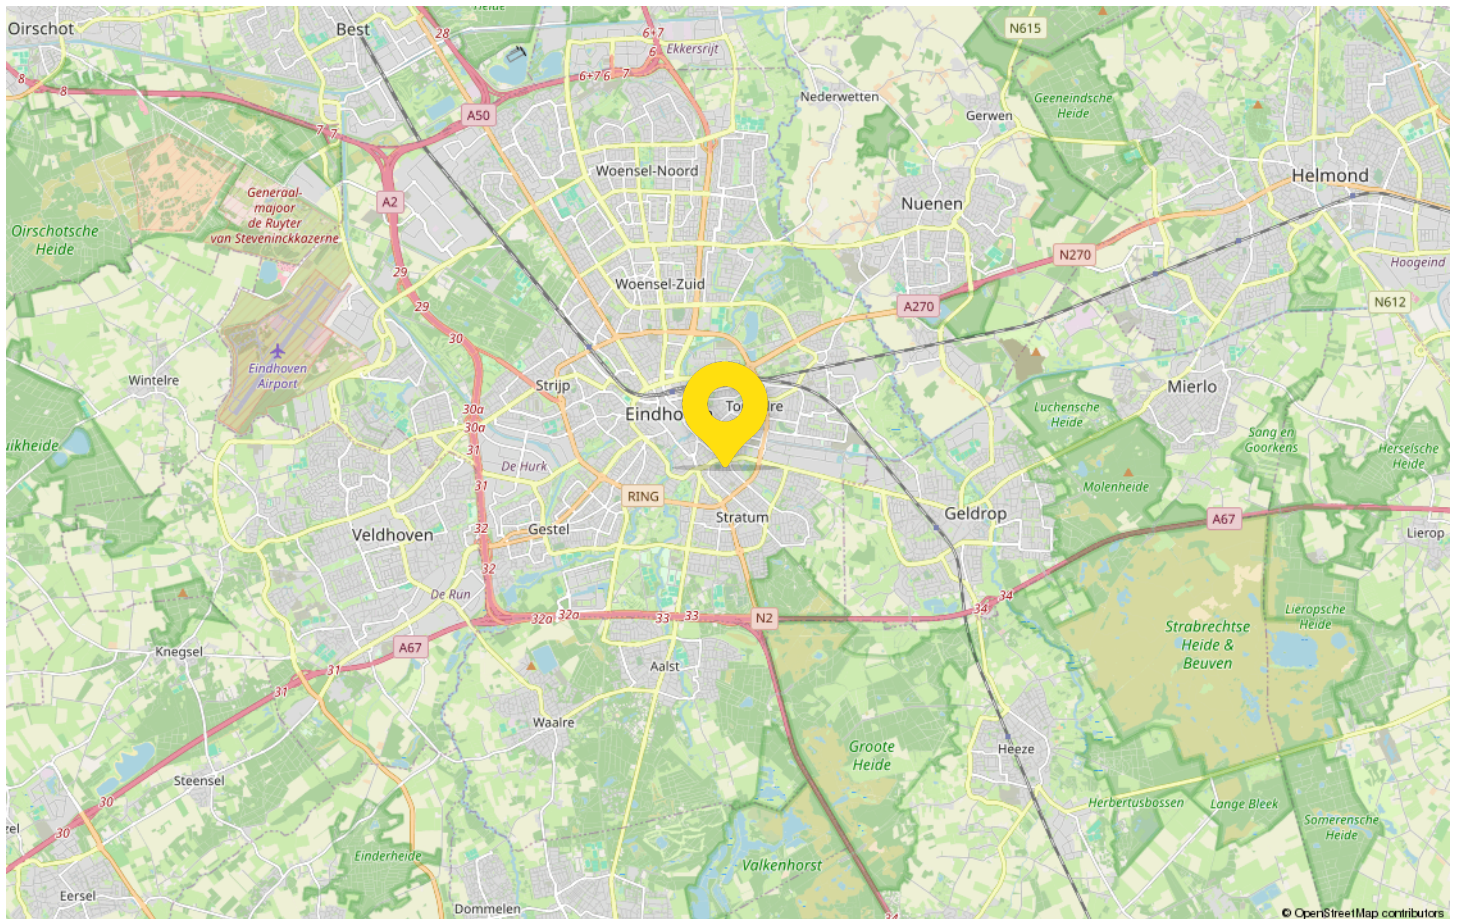 Heide
Oirschot
Best
28
6+7
6
Ekkersrijt
N615
8
8
6+7 6
7
Nederwetten
Geeneindsche
Heide
A50
Gerwen
7
7
Woensel-Noord
Helmond
Generaal-
majoor
de Ruyter
van Steveninckkazerne
A2
Nuenen
Oirschotsche
Heide
N270
Hoogeind
29
Woensel-Zuid
29
A270
N612
30
Eindhoven
Airport
Wintelre
Strijp
Mierlo
30a
Luchensche
Heide
30a
Sang en
Goorkens
Herselsche
Heide
31
De Hurk
31
Molenheide
RING
Geldrop
A67
Stratum
32
Gestel
Veldhoven
Lierop
32
De Run
34
34
32a
32a
33
33
N2
Lieropsche
Heide
Strabrechtse
Heide &
Beuven
A67
Knegsel
Aalst
31
31
Waalre
Groote
Heide
Heeze
Steensel
30
Herbertusbossen
Lange Bleek
Somerensche
Heide
30
Einderheide
Valkenhorst
Eersel
Dommelen
34
© OpenStreetMap contributors